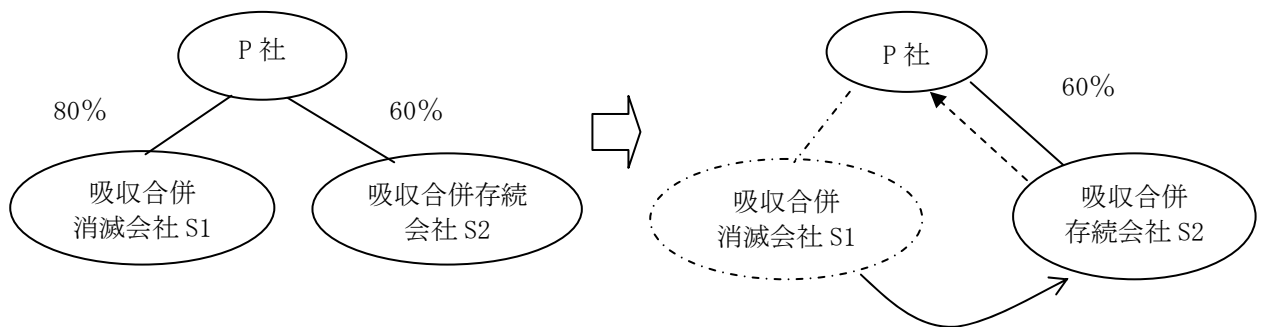 P 社
80%
60%
吸収合併
消滅会社 S1
吸収合併存続
会社 S2
P 社
60%
吸収合併
消滅会社 S1
吸収合併
存続会社 S2